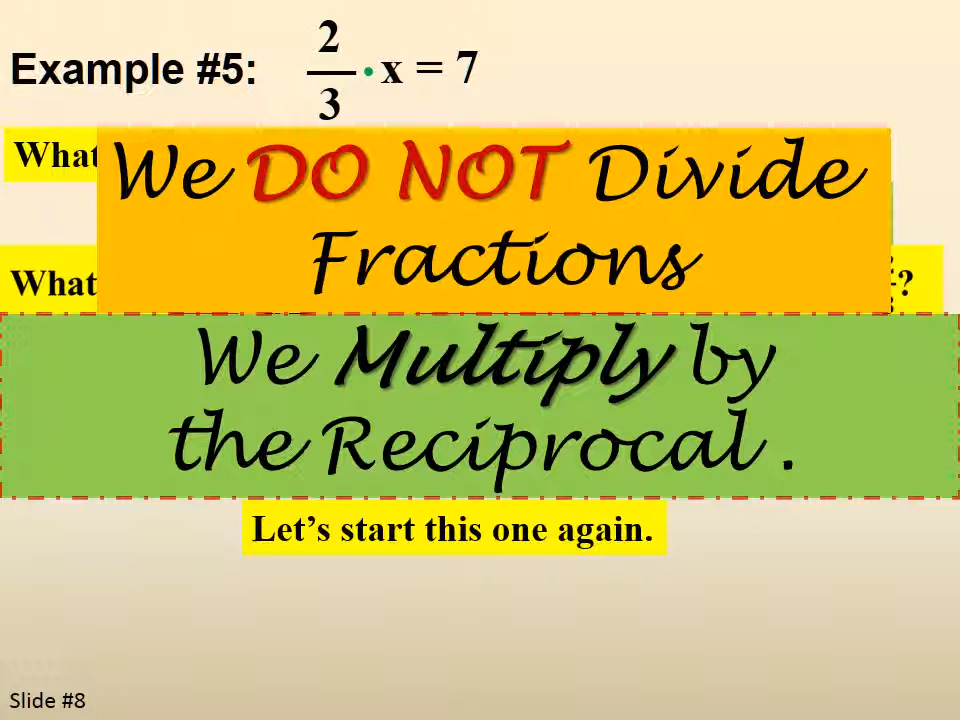 Example #5: 2/3 · x = 7
What
We DO NOT Divide
Fractions
What ?
We Multiply by
the Reciprocal .
Let's start this one again.
Slide #8